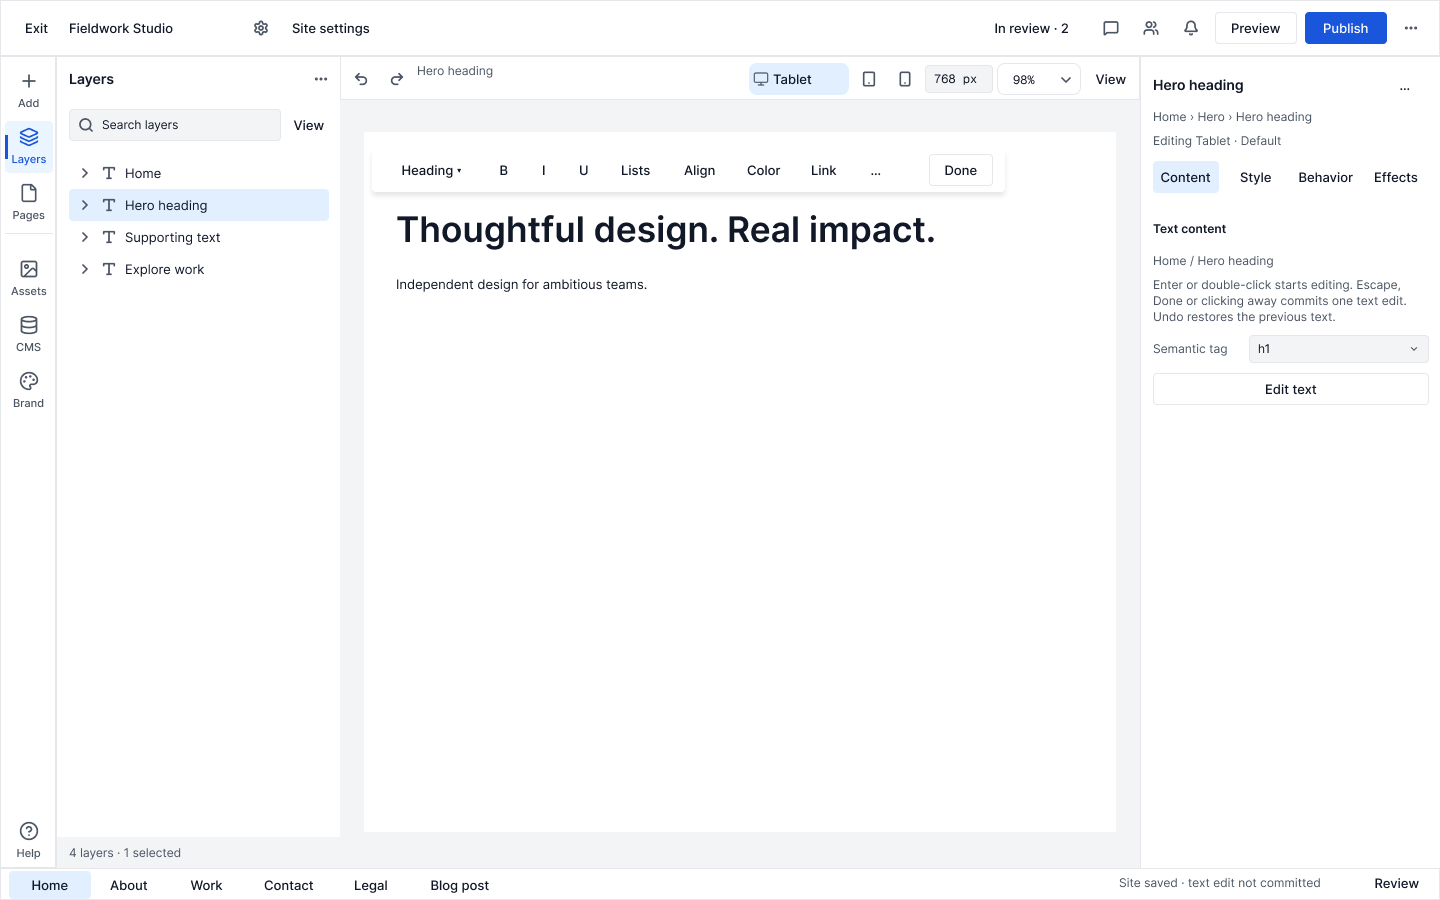 Exit Fieldwork Studio Site settings In review · 2 Preview Publish ...
Add
Layers
Pages
Assets
CMS
Brand
Help
Layers ...
Search layers View
Home
Hero heading
Supporting text
Explore work
4 layers · 1 selected
Hero heading Tablet 768 px 98% View
Heading ▾ B I U Lists Align Color Link ... Done
Thoughtful design. Real impact.
Independent design for ambitious teams.
Hero heading ...
Home › Hero › Hero heading
Editing Tablet · Default
Content Style Behavior Effects
Text content
Home / Hero heading
Enter or double-click starts editing. Escape,
Done or clicking away commits one text edit.
Undo restores the previous text.
Semantic tag h1
Edit text
Home About Work Contact Legal Blog post Site saved · text edit not committed Review